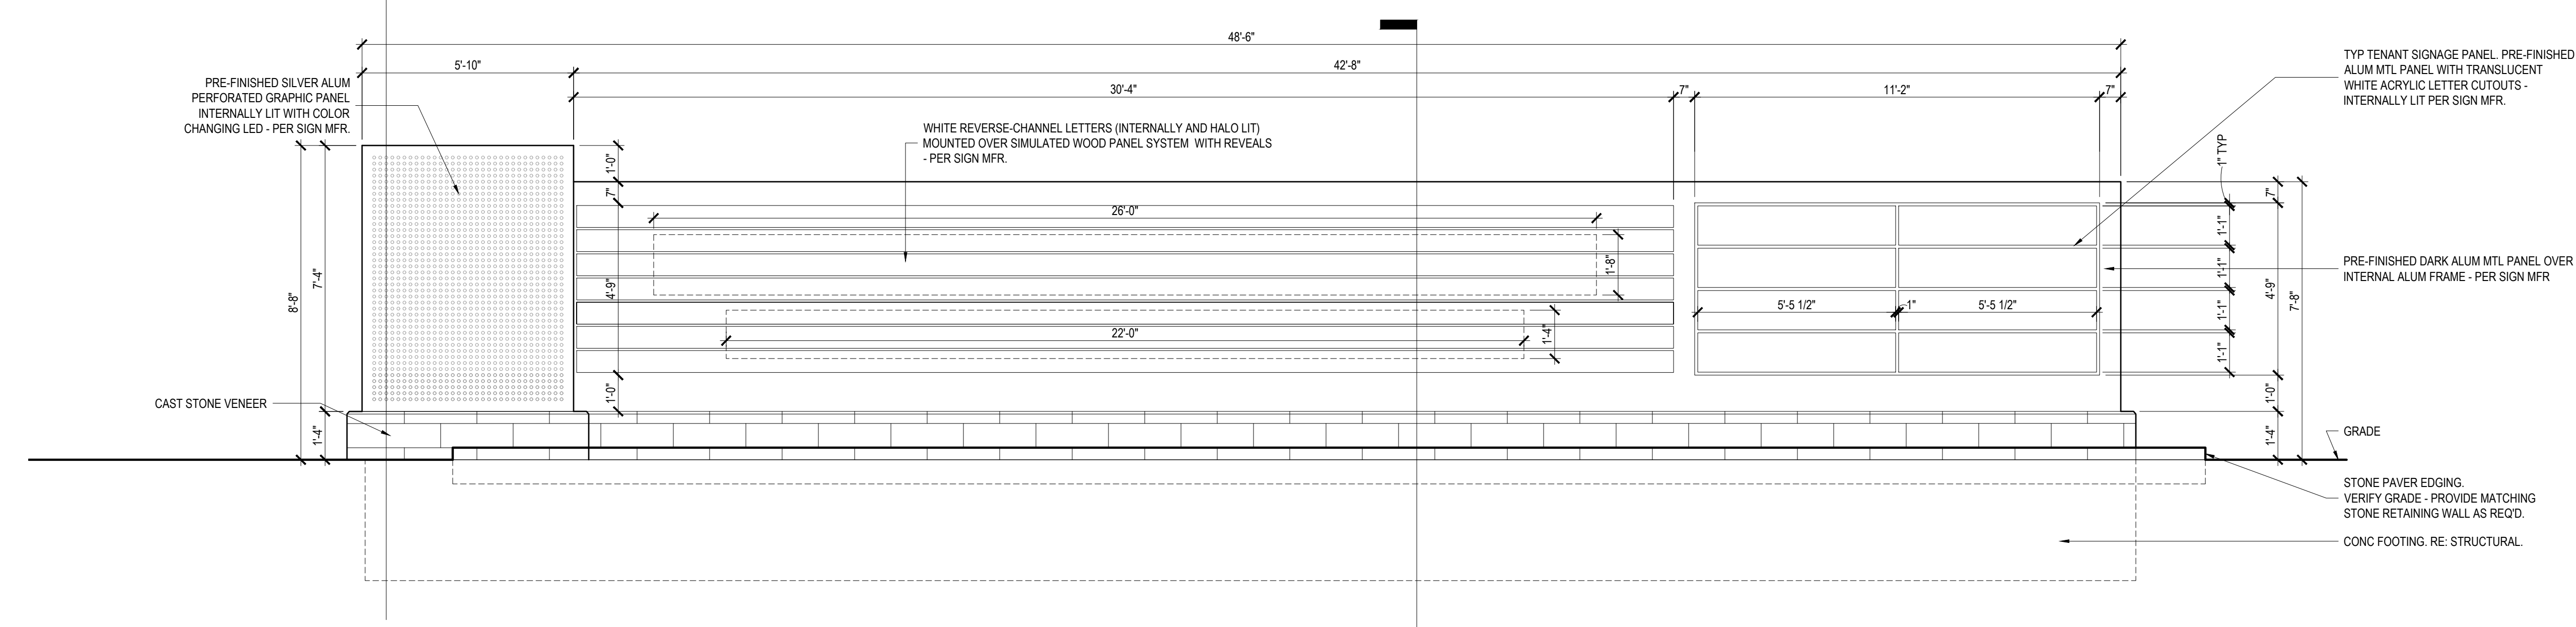 48'-6"
5'-10"
42'-8"
30'-4"
7"
11'-2"
7"
PRE-FINISHED SILVER ALUM
PERFORATED GRAPHIC PANEL
INTERNALLY LIT WITH COLOR
CHANGING LED - PER SIGN MFR.
WHITE REVERSE-CHANNEL LETTERS (INTERNALLY AND HALO LIT)
MOUNTED OVER SIMULATED WOOD PANEL SYSTEM WITH REVEALS
- PER SIGN MFR.
TYP TENANT SIGNAGE PANEL. PRE-FINISHED
ALUM MTL PANEL WITH TRANSLUCENT
WHITE ACRYLIC LETTER CUTOUTS -
INTERNALLY LIT PER SIGN MFR.
8'-8"
7'-4"
1'-4"
1'-0"
7"
4'-9"
1'-0"
26'-0"
1'-8"
22'-0"
1'-4"
5'-5 1/2"
1"
5'-5 1/2"
1" TYP
1'-1"
1'-1"
1'-1"
1'-1"
7"
4'-9"
1'-0"
1'-4"
7'-8"
PRE-FINISHED DARK ALUM MTL PANEL OVER
INTERNAL ALUM FRAME - PER SIGN MFR
CAST STONE VENEER
GRADE
STONE PAVER EDGING.
VERIFY GRADE - PROVIDE MATCHING
STONE RETAINING WALL AS REQ'D.
CONC FOOTING. RE: STRUCTURAL.